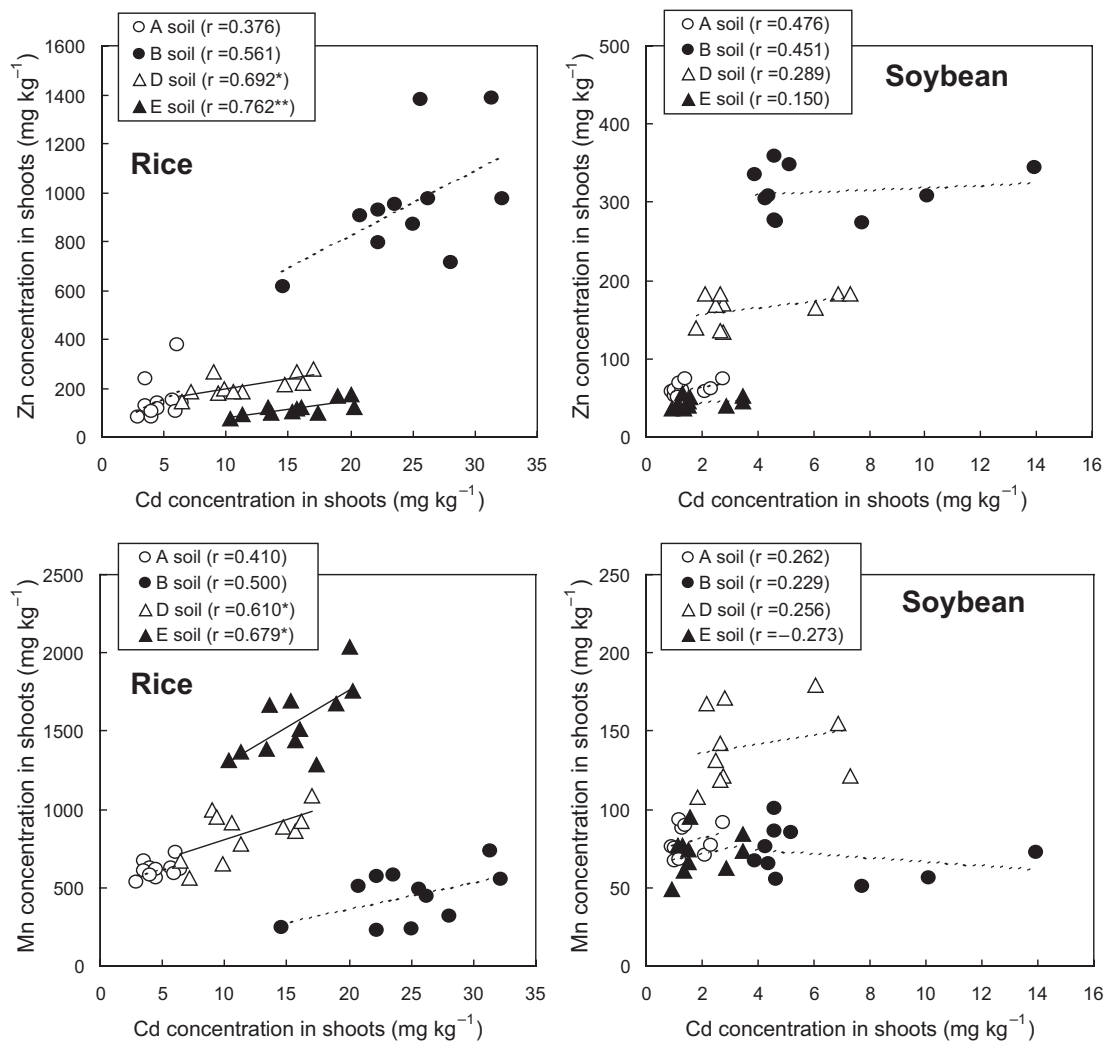 ○ A soil (r =0.376)
● B soil (r =0.561)
△ D soil (r =0.692*)
▲ E soil (r =0.762**)
Rice
Zn concentration in shoots (mg kg⁻¹)
1600
1400
1200
1000
800
600
400
200
0
0 5 10 15 20 25 30 35
Cd concentration in shoots (mg kg⁻¹)
○ A soil (r =0.476)
● B soil (r =0.451)
△ D soil (r =0.289)
▲ E soil (r =0.150)
Soybean
Zn concentration in shoots (mg kg⁻¹)
500
400
300
200
100
0
0 2 4 6 8 10 12 14 16
Cd concentration in shoots (mg kg⁻¹)
○ A soil (r =0.410)
● B soil (r =0.500)
△ D soil (r =0.610*)
▲ E soil (r =0.679*)
Rice
Mn concentration in shoots (mg kg⁻¹)
2500
2000
1500
1000
500
0
0 5 10 15 20 25 30 35
Cd concentration in shoots (mg kg⁻¹)
○ A soil (r =0.262)
● B soil (r =0.229)
△ D soil (r =0.256)
▲ E soil (r =−0.273)
Soybean
Mn concentration in shoots (mg kg⁻¹)
250
200
150
100
50
0
0 2 4 6 8 10 12 14 16
Cd concentration in shoots (mg kg⁻¹)